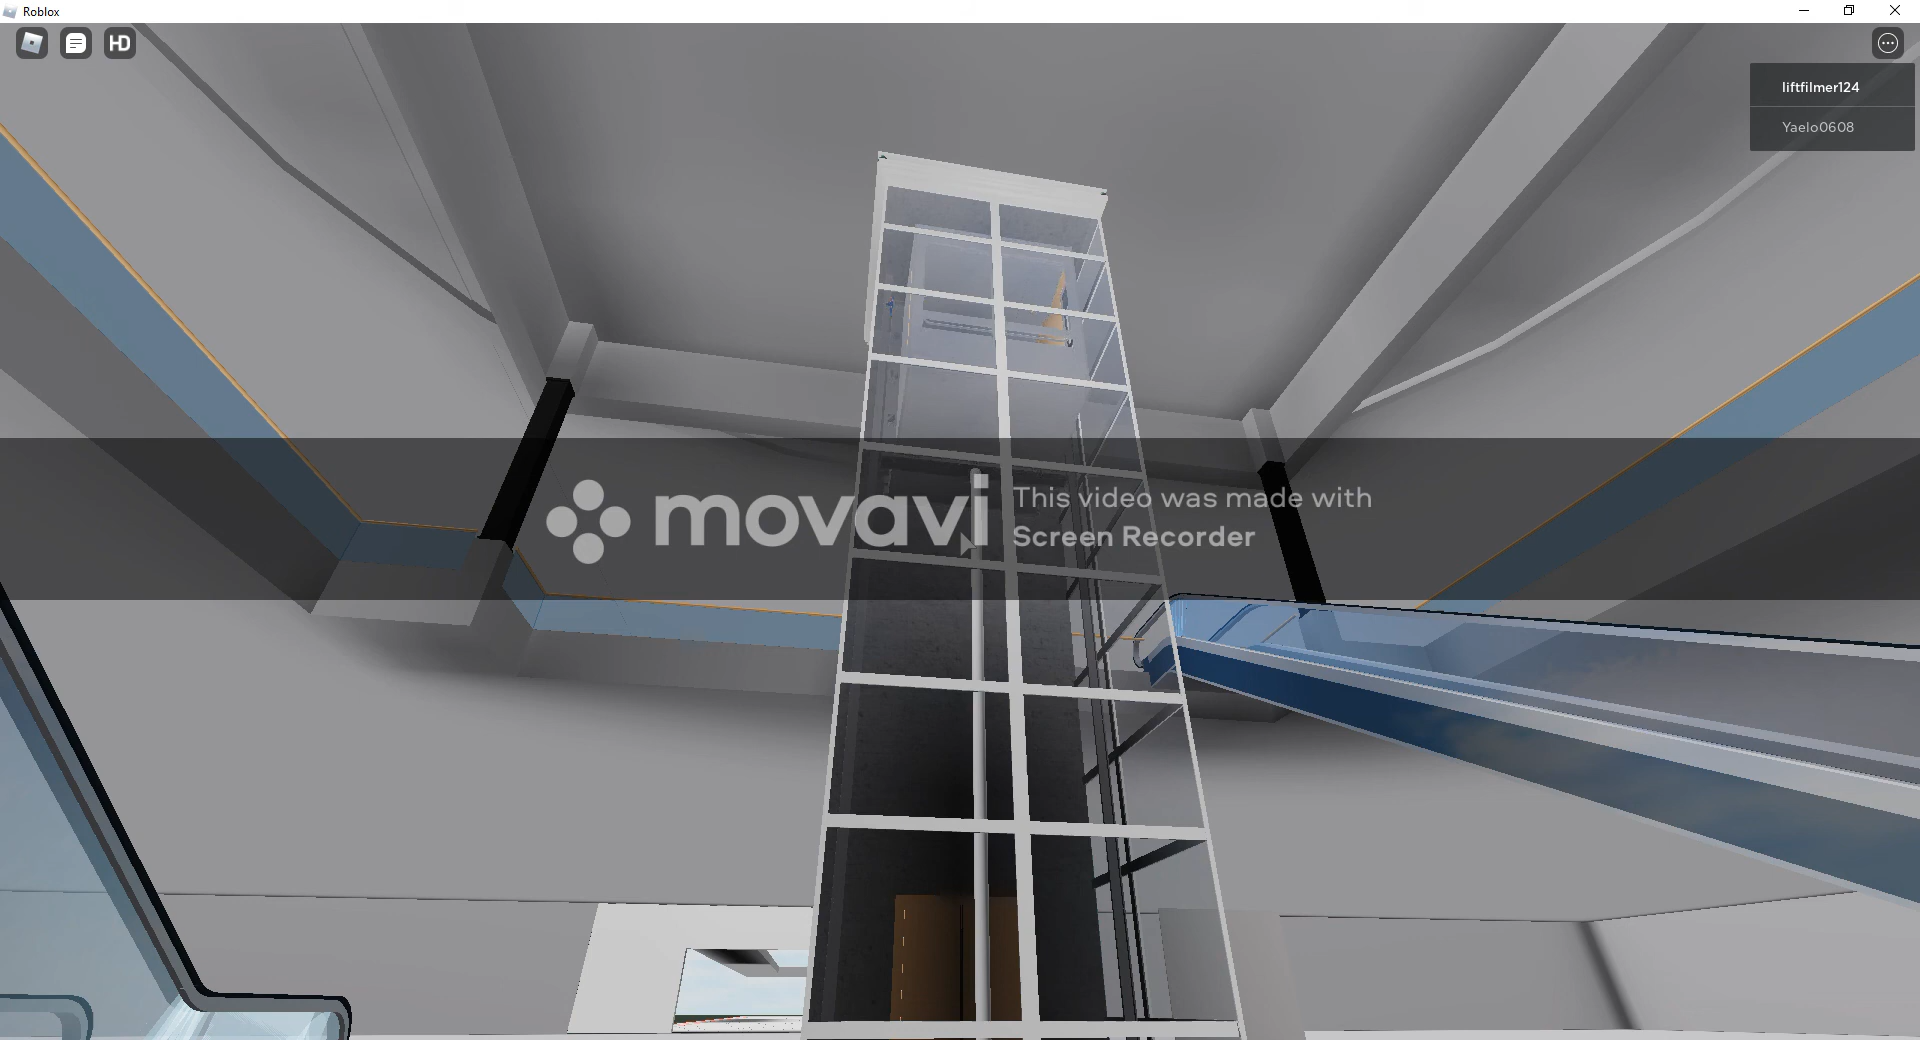 Roblox
HD
liftfilmer124
Yaelo0608
movavi
This video was made with
Screen Recorder